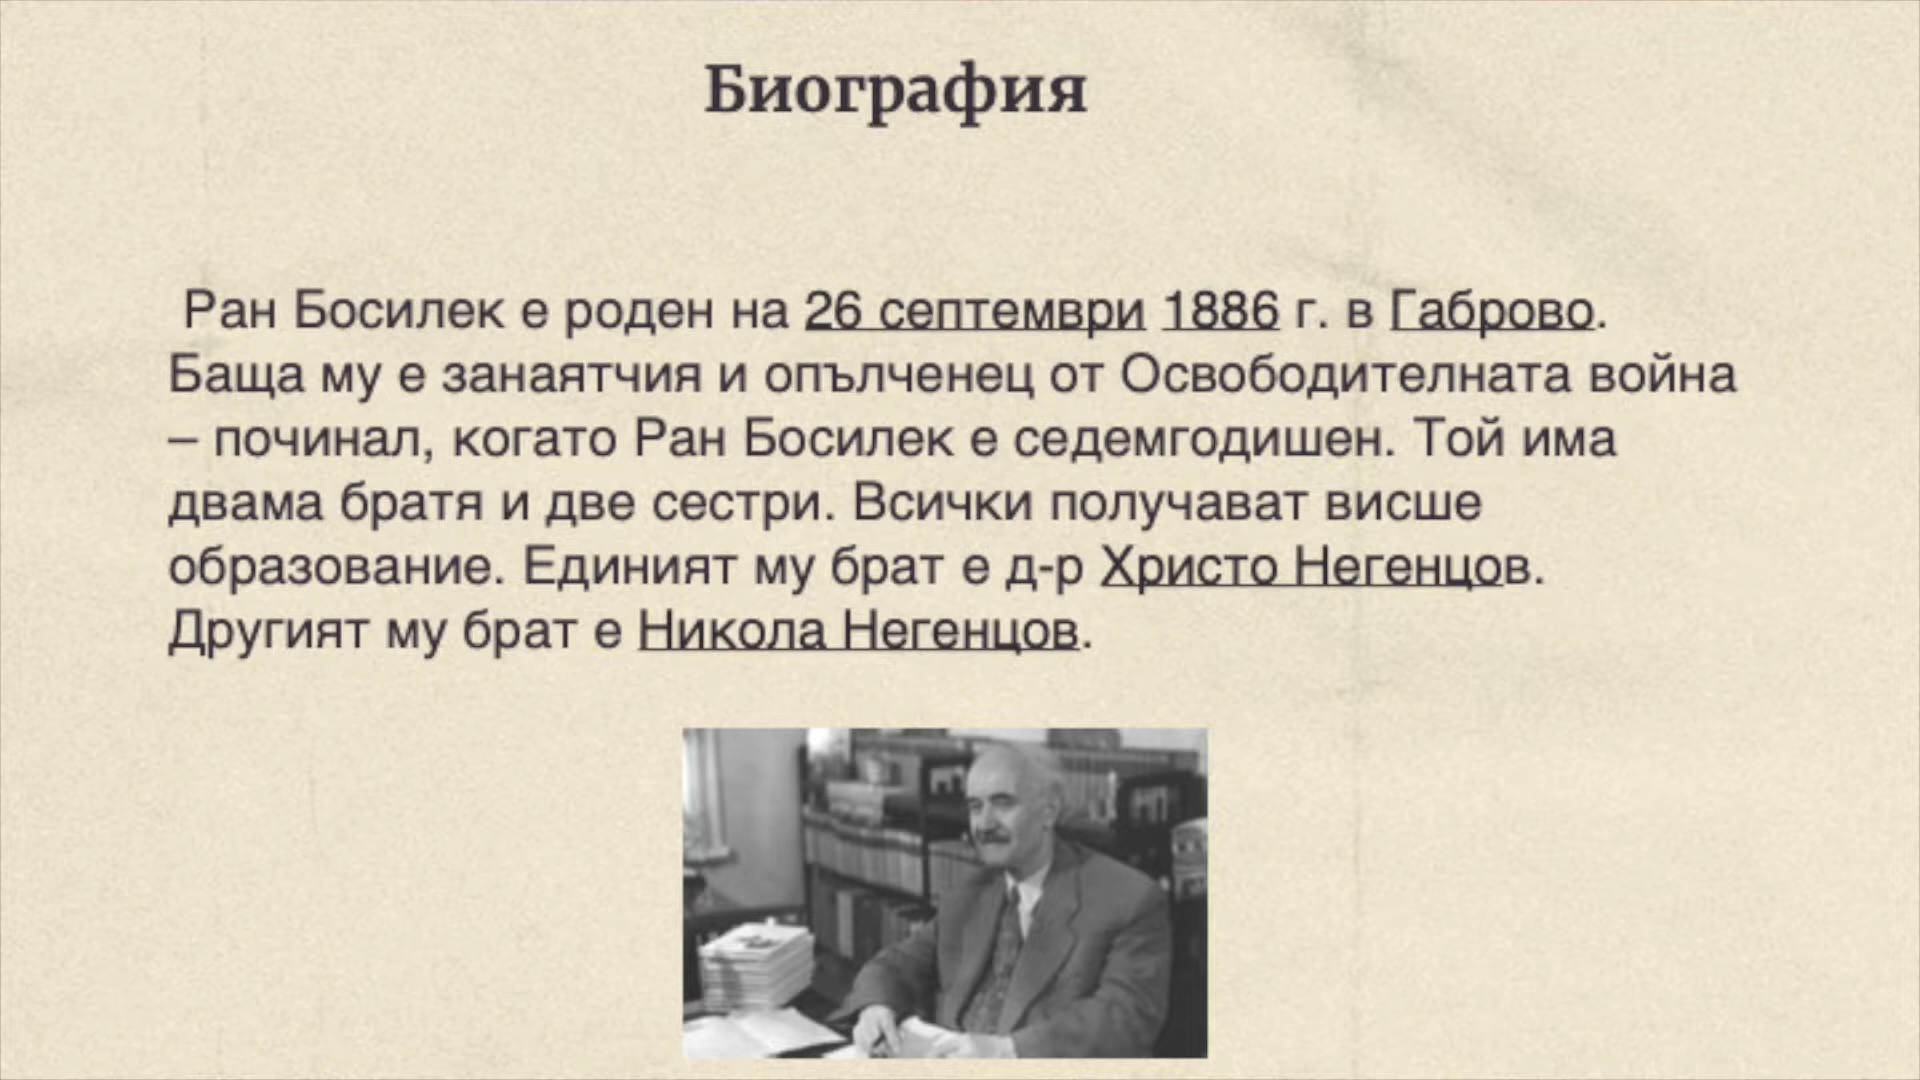 Биография
Ран Босилек е роден на 26 септември 1886 г. в Габрово.
Баща му е занаятчия и опълченец от Освободителната война
– починал, когато Ран Босилек е седемгодишен. Той има
двама братя и две сестри. Всички получават висше
образование. Единият му брат е д-р Христо Негенцов.
Другият му брат е Никола Негенцов.